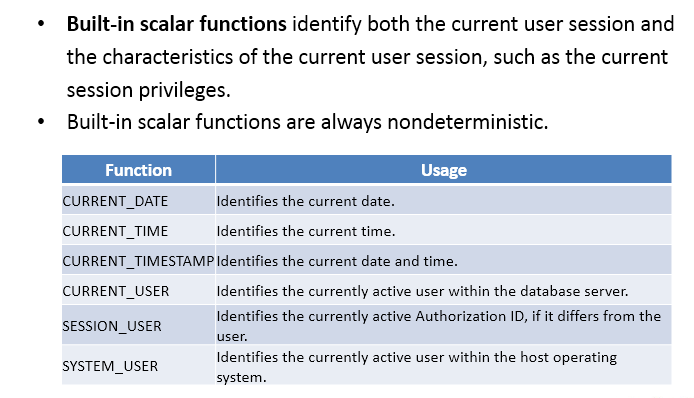 • Built-in scalar functions identify both the current user session and
the characteristics of the current user session, such as the current
session privileges.
• Built-in scalar functions are always nondeterministic.
Function Usage
CURRENT_DATE Identifies the current date.
CURRENT_TIME Identifies the current time.
CURRENT_TIMESTAMP Identifies the current date and time.
CURRENT_USER Identifies the currently active user within the database server.
SESSION_USER Identifies the currently active Authorization ID, if it differs from the
user.
SYSTEM_USER Identifies the currently active user within the host operating
system.